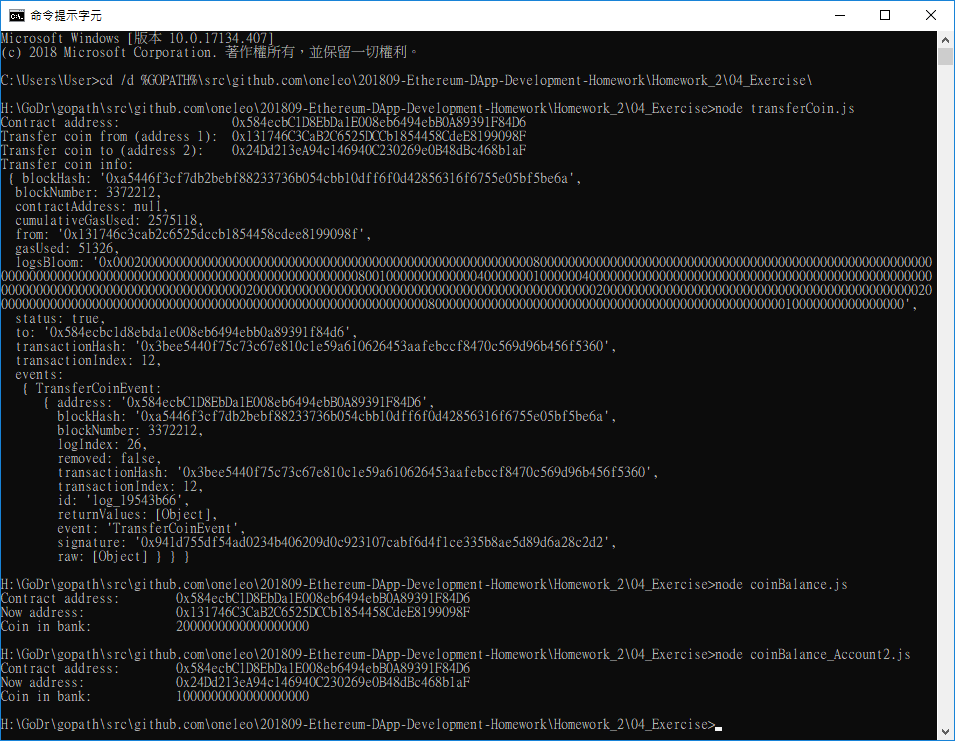 命令提示字元
Microsoft Windows [版本 10.0.17134.407]
(c) 2018 Microsoft Corporation. 著作權所有，並保留一切權利。
C:\Users\User>cd /d %GOPATH%\src\github.com\oneleo\201809-Ethereum-DApp-Development-Homework\Homework_2\04_Exercise\
H:\GoDr\gopath\src\github.com\oneleo\201809-Ethereum-DApp-Development-Homework\Homework_2\04_Exercise>node transferCoin.js
Contract address: 0x584ecbC1D8EbDa1E008eb6494ebB0A89391F84D6
Transfer coin from (address 1): 0x131746C3CaB2C6525DCCb1854458CdeE8199098F
Transfer coin to (address 2): 0x24Dd213eA94c146940C230269e0B48dBc468b1aF
Transfer coin info:
{ blockHash: '0xa5446f3cf7db2bebf88233736b054cbb10dff6f0d42856316f6755e05bf5be6a',
blockNumber: 3372212,
contractAddress: null,
cumulativeGasUsed: 2575118,
from: '0x131746c3cab2c6525dccb1854458cdee8199098f',
gasUsed: 51326,
logsBloom:
status: true,
to: '0x584ecbc1d8ebda1e008eb6494ebb0a89391f84d6',
transactionHash: '0x3bee5440f75c73c67e810c1e59a610626453aafebccf8470c569d96b456f5360',
transactionIndex: 12,
events:
{ TransferCoinEvent:
{ address: '0x584ecbC1D8EbDa1E008eb6494ebB0A89391F84D6',
blockHash: '0xa5446f3cf7db2bebf88233736b054cbb10dff6f0d42856316f6755e05bf5be6a',
blockNumber: 3372212,
logIndex: 26,
removed: false,
transactionHash: '0x3bee5440f75c73c67e810c1e59a610626453aafebccf8470c569d96b456f5360',
transactionIndex: 12,
id: 'log_19543b66',
returnValues: [Object],
event: 'TransferCoinEvent',
signature: '0x941d755df54ad0234b406209d0c923107cabf6d4f1ce335b8ae5d89d6a28c2d2',
raw: [Object] } } }
H:\GoDr\gopath\src\github.com\oneleo\201809-Ethereum-DApp-Development-Homework\Homework_2\04_Exercise>node coinBalance.js
Contract address: 0x584ecbC1D8EbDa1E008eb6494ebB0A89391F84D6
Now address: 0x131746C3CaB2C6525DCCb1854458CdeE8199098F
Coin in bank: 2000000000000000000
H:\GoDr\gopath\src\github.com\oneleo\201809-Ethereum-DApp-Development-Homework\Homework_2\04_Exercise>node coinBalance_Account2.js
Contract address: 0x584ecbC1D8EbDa1E008eb6494ebB0A89391F84D6
Now address: 0x24Dd213eA94c146940C230269e0B48dBc468b1aF
Coin in bank: 1000000000000000000
H:\GoDr\gopath\src\github.com\oneleo\201809-Ethereum-DApp-Development-Homework\Homework_2\04_Exercise>